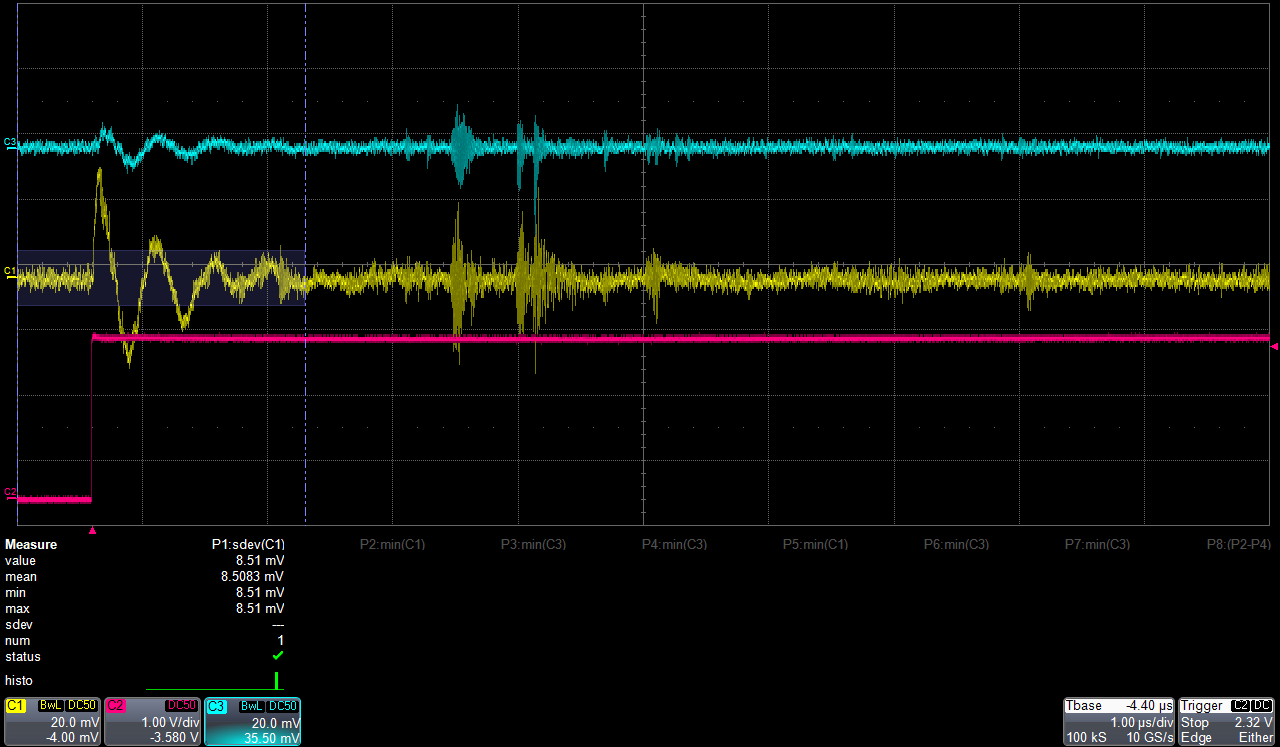 C3
C1
C2
Measure P1:sdev(C1) P2:min(C1) P3:min(C3) P4:min(C3) P5:min(C1) P6:min(C3) P7:min(C3) P8:(P2-P4)
value 8.51 mV
mean 8.5083 mV
min 8.51 mV
max 8.51 mV
sdev ---
num 1
status
histo
C1 BwL DC50 C2 DC50 C3 BwL DC50 Tbase -4.40 µs Trigger C2 DC
20.0 mV 1.00 V/div 20.0 mV 1.00 µs/div Stop 2.32 V
-4.00 mV -3.580 V 35.50 mV 100 kS 10 GS/s Edge Either